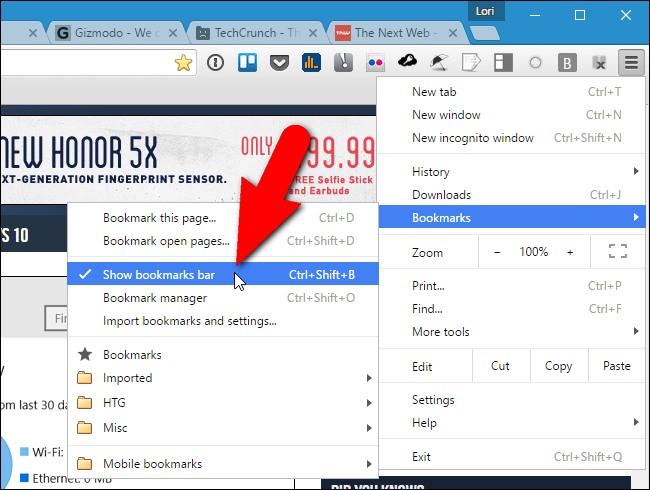 Lori
Gizmodo - We c
TechCrunch - Th
The Next Web -
NEW HONOR 5X
NEXT-GENERATION FINGERPRINT SENSOR.
ONLY
99.99
FREE Selfie Stick
and Earbuds
New tab Ctrl+T
New window Ctrl+N
New incognito window Ctrl+Shift+N
History
Downloads Ctrl+J
Bookmarks
Zoom − 100% +
Print... Ctrl+P
Find... Ctrl+F
More tools
Edit Cut Copy Paste
Settings
Help
Exit Ctrl+Shift+Q
Bookmark this page... Ctrl+D
Bookmark open pages... Ctrl+Shift+D
Show bookmarks bar Ctrl+Shift+B
Bookmark manager Ctrl+Shift+O
Import bookmarks and settings...
Bookmarks
Imported
HTG
Misc
Mobile bookmarks
S 10
Fin
om last 30 da
Wi-Fi:
Ethernet: 0 MB
DID YOU KNOW?